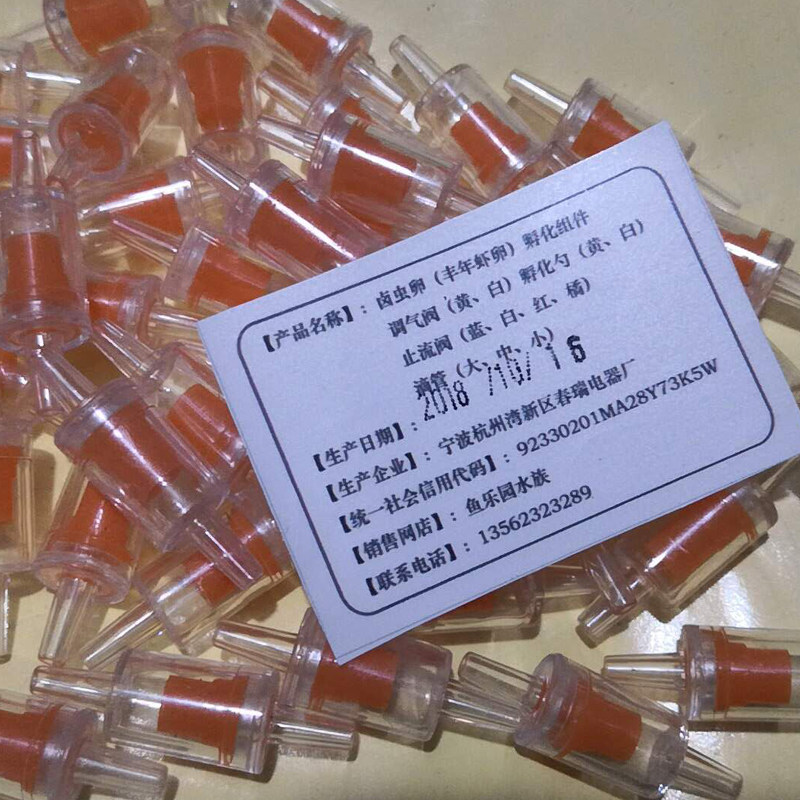 【产品名称】：卤虫卵（丰年虾卵）孵化组件
调气阀（黄、白）孵化勺（黄、白）
止流阀（蓝、白、红、橘）
滴管（大、中、小）
【生产日期】：2018/10/16
【生产企业】：宁波杭州湾新区春瑞电器厂
【统一社会信用代码】：92330201MA28Y73K5W
【销售网店】：鱼乐园水族
【联系电话】：13562323289